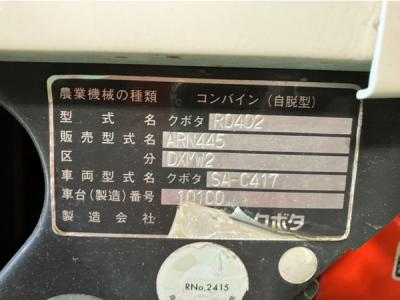 農業機械の種類 コンバイン(自脱型)
型式名 クボタ RO402
販売型式名 ARN445
区分 DXMW2
車両型式名 クボタ SA-C417
車台(製造)番号 101CO
製造会社 クボタ
RNo,2415